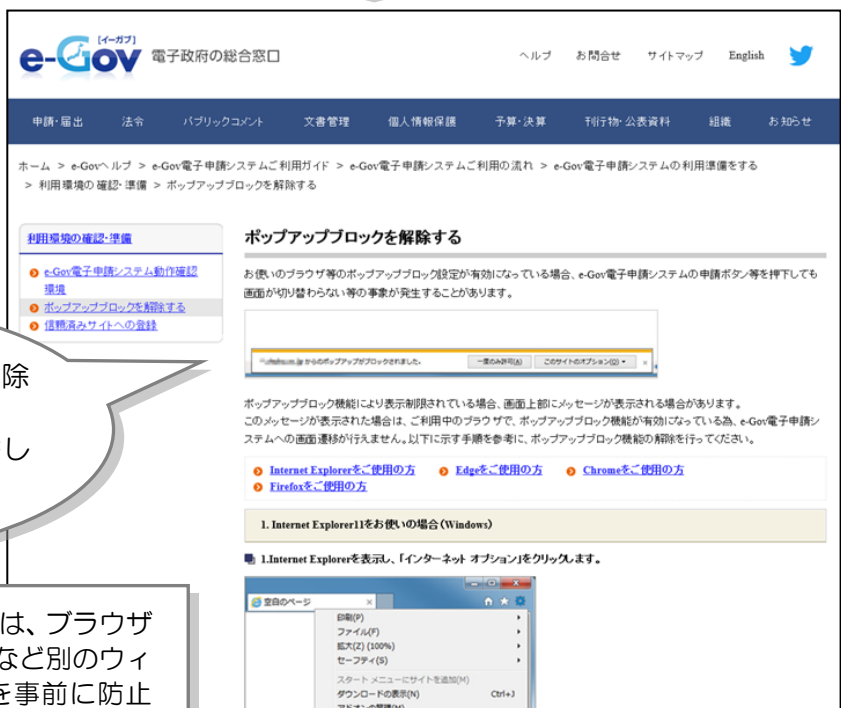 [イーガブ]
e-Gov 電子政府の総合窓口
ヘルプ お問合せ サイトマップ English
申請・届出 法令 パブリックコメント 文書管理 個人情報保護 予算・決算 刊行物・公表資料 組織 お知らせ
ホーム > e-Govヘルプ > e-Gov電子申請システムご利用ガイド > e-Gov電子申請システムご利用の流れ > e-Gov電子申請システムの利用準備をする
> 利用環境の確認・準備 > ポップアップブロックを解除する
利用環境の確認・準備
e-Gov電子申請システム動作確認
環境
ポップアップブロックを解除する
信頼済みサイトへの登録
ポップアップブロックを解除する
お使いのブラウザ等のポップアップブロック設定が有効になっている場合、e-Gov電子申請システムの申請ボタン等を押下しても
画面が切り替わらない等の事象が発生することがあります。
からのポップアップがブロックされました。 一度のみ許可(A) このサイトのオプション(O) ×
ポップアップブロック機能により表示制限されている場合、画面上部にメッセージが表示される場合があります。
このメッセージが表示された場合は、ご利用中のブラウザで、ポップアップブロック機能が有効になっている為、e-Gov電子申請シ
ステムへの画面遷移が行えません。以下に示す手順を参考に、ポップアップブロック機能の解除を行ってください。
Internet Explorerをご使用の方 Edgeをご使用の方 Chromeをご使用の方
Firefoxをご使用の方
1. Internet Explorer11をお使いの場合(Windows)
1.Internet Explorerを表示し、「インターネット オプション」をクリックします。
空白のページ ×
印刷(P)
ファイル(F)
拡大(Z) (100%)
セーフティ(S)
スタート メニューにサイトを追加(M)
ダウンロードの表示(N) Ctrl+J
アドオンの管理(M)
除
し
は、ブラウザ
など別のウィ
を事前に防止